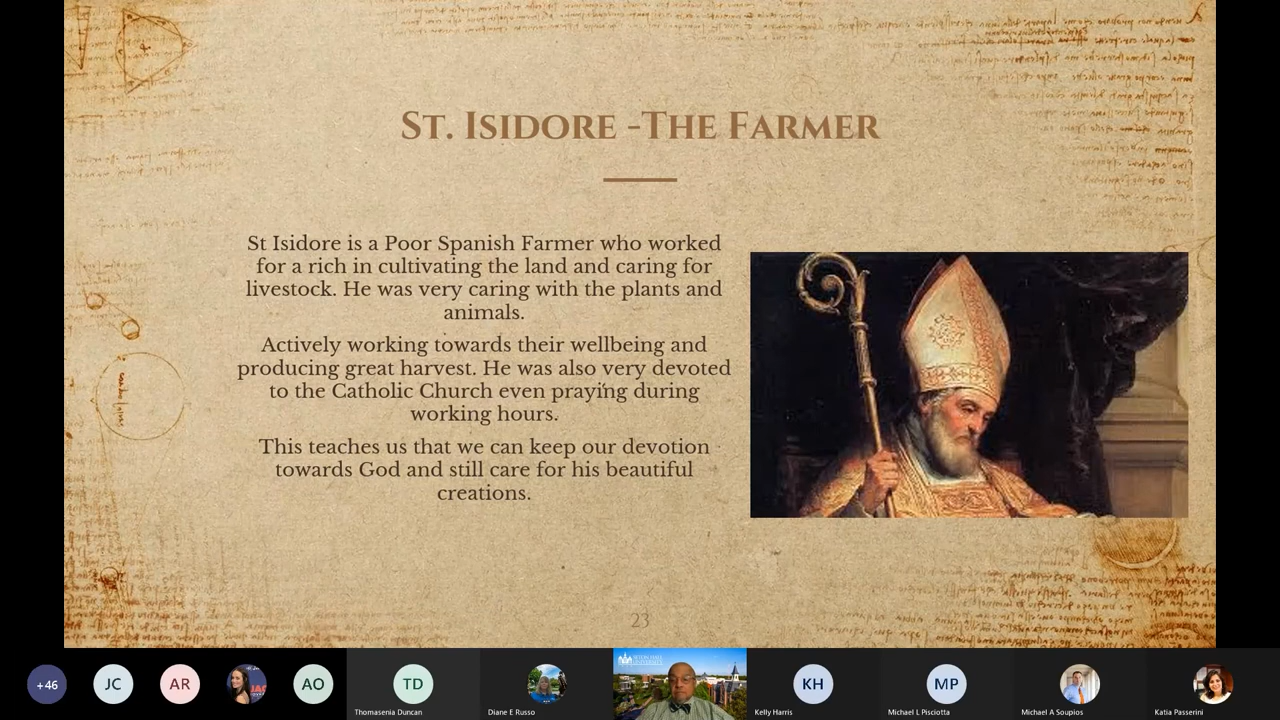 St. Isidore -The Farmer
St Isidore is a Poor Spanish Farmer who worked
for a rich in cultivating the land and caring for
livestock. He was very caring with the plants and
animals.
Actively working towards their wellbeing and
producing great harvest. He was also very devoted
to the Catholic Church even praying during
working hours.
This teaches us that we can keep our devotion
towards God and still care for his beautiful
creations.
23
+46
JC
AR
AO
TD
KH
MP
Thomasenia Duncan
Diane E Russo
Kelly Harris
Michael L Pisciotta
Michael A Soupios
Katia Passerini